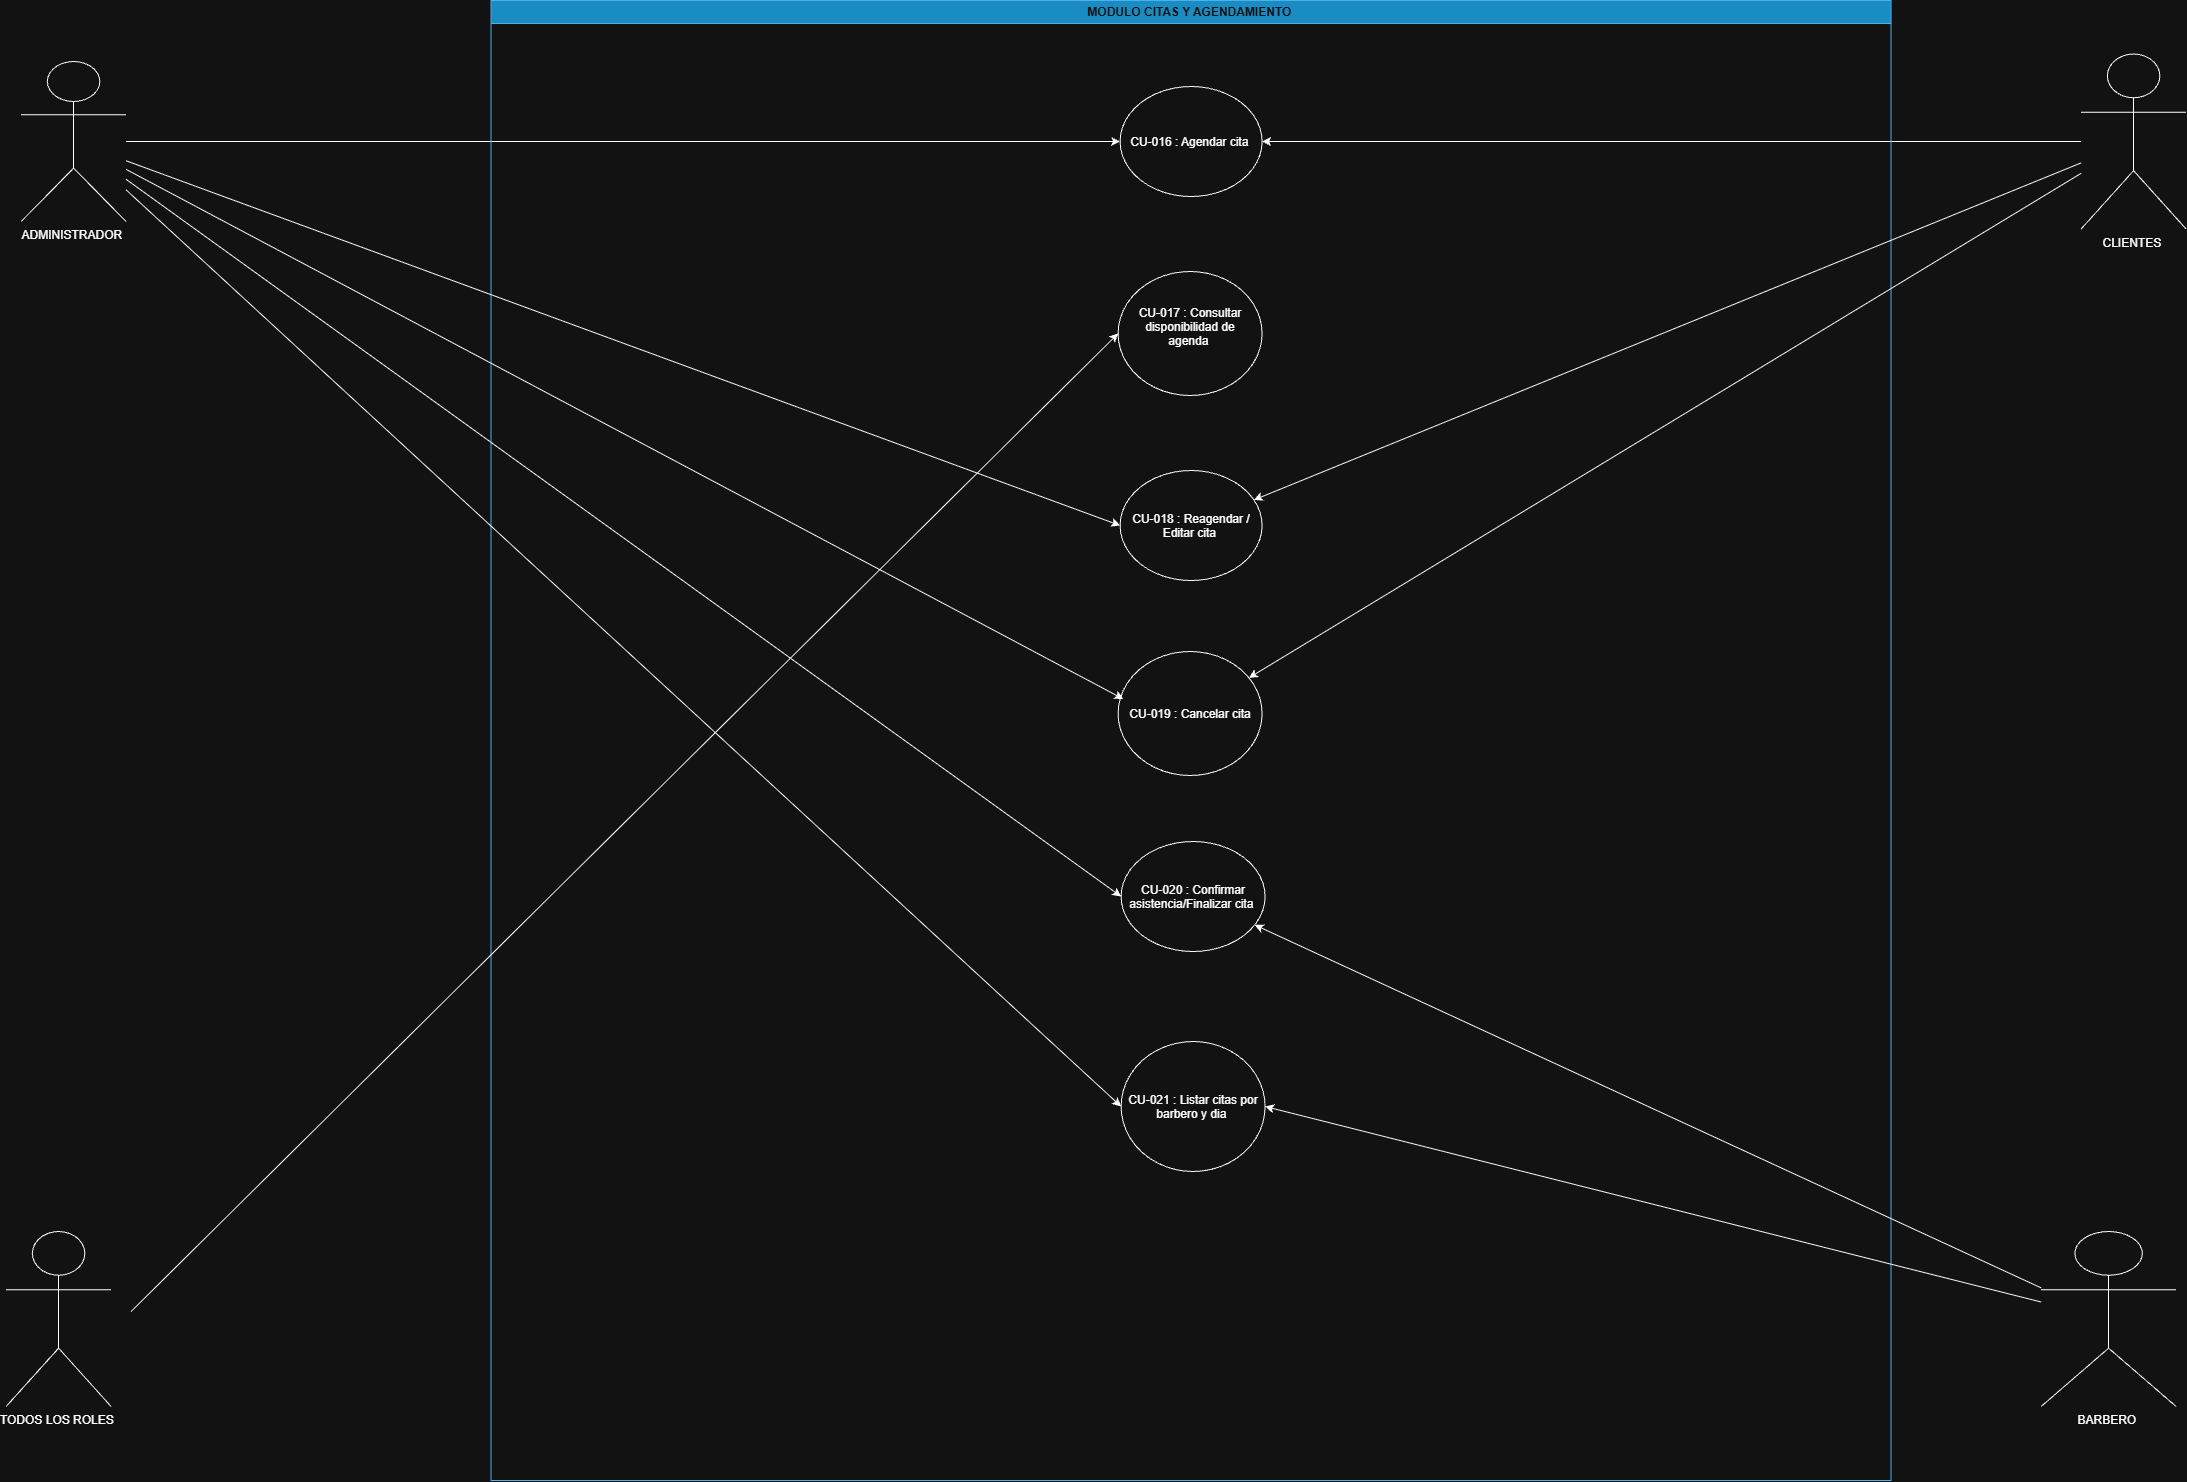 MODULO CITAS Y AGENDAMIENTO
ADMINISTRADOR
CLIENTES
CU-016 : Agendar cita
CU-017 : Consultar
disponibilidad de
agenda
CU-018 : Reagendar /
Editar cita
CU-019 : Cancelar cita
CU-020 : Confirmar
asistencia/Finalizar cita
CU-021 : Listar citas por
barbero y dia
TODOS LOS ROLES
BARBERO